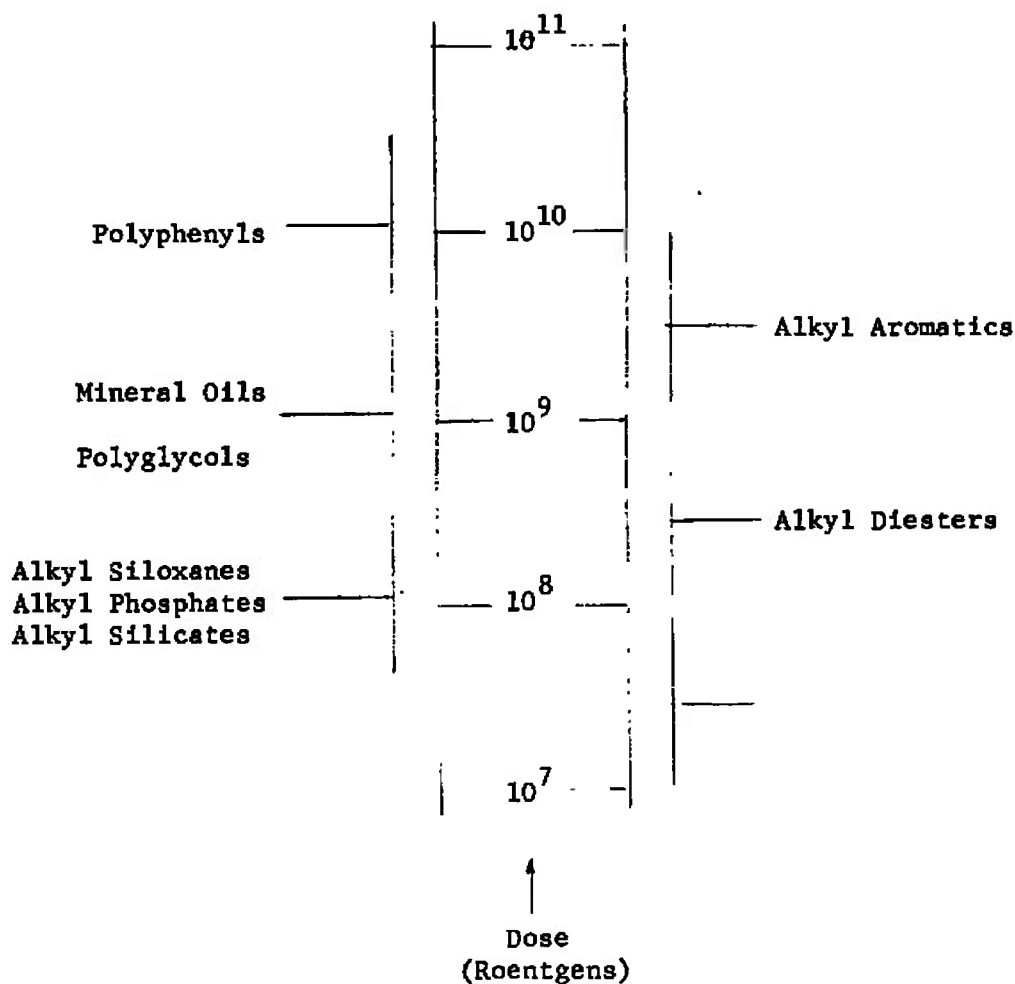 10^11
Polyphenyls
10^10
Alkyl Aromatics
Mineral Oils
10^9
Polyglycols
Alkyl Diesters
Alkyl Siloxanes
Alkyl Phosphates
Alkyl Silicates
10^8
10^7
Dose
(Roentgens)